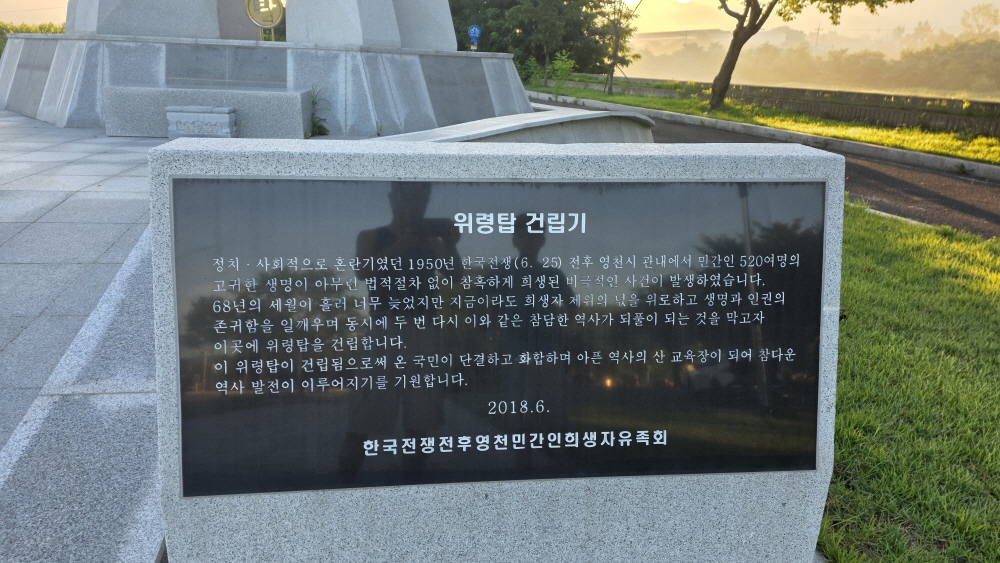 위령탑 건립기
정치 · 사회적으로 혼란기였던 1950년 한국전쟁(6. 25) 전후 영천시 관내에서 민간인 520여명의
고귀한 생명이 아무런 법적절차 없이 참혹하게 희생된 비극적인 사건이 발생하였습니다.
68년의 세월이 흘러 너무 늦었지만 지금이라도 희생자 제위의 넋을 위로하고 생명과 인권의
존귀함을 일깨우며 동시에 두 번 다시 이와 같은 참담한 역사가 되풀이 되는 것을 막고자
이곳에 위령탑을 건립합니다.
이 위령탑이 건립됨으로써 온 국민이 단결하고 화합하며 아픈 역사의 산 교육장이 되어 참다운
역사 발전이 이루어지기를 기원합니다.
2018.6.
한국전쟁전후영천민간인희생자유족회